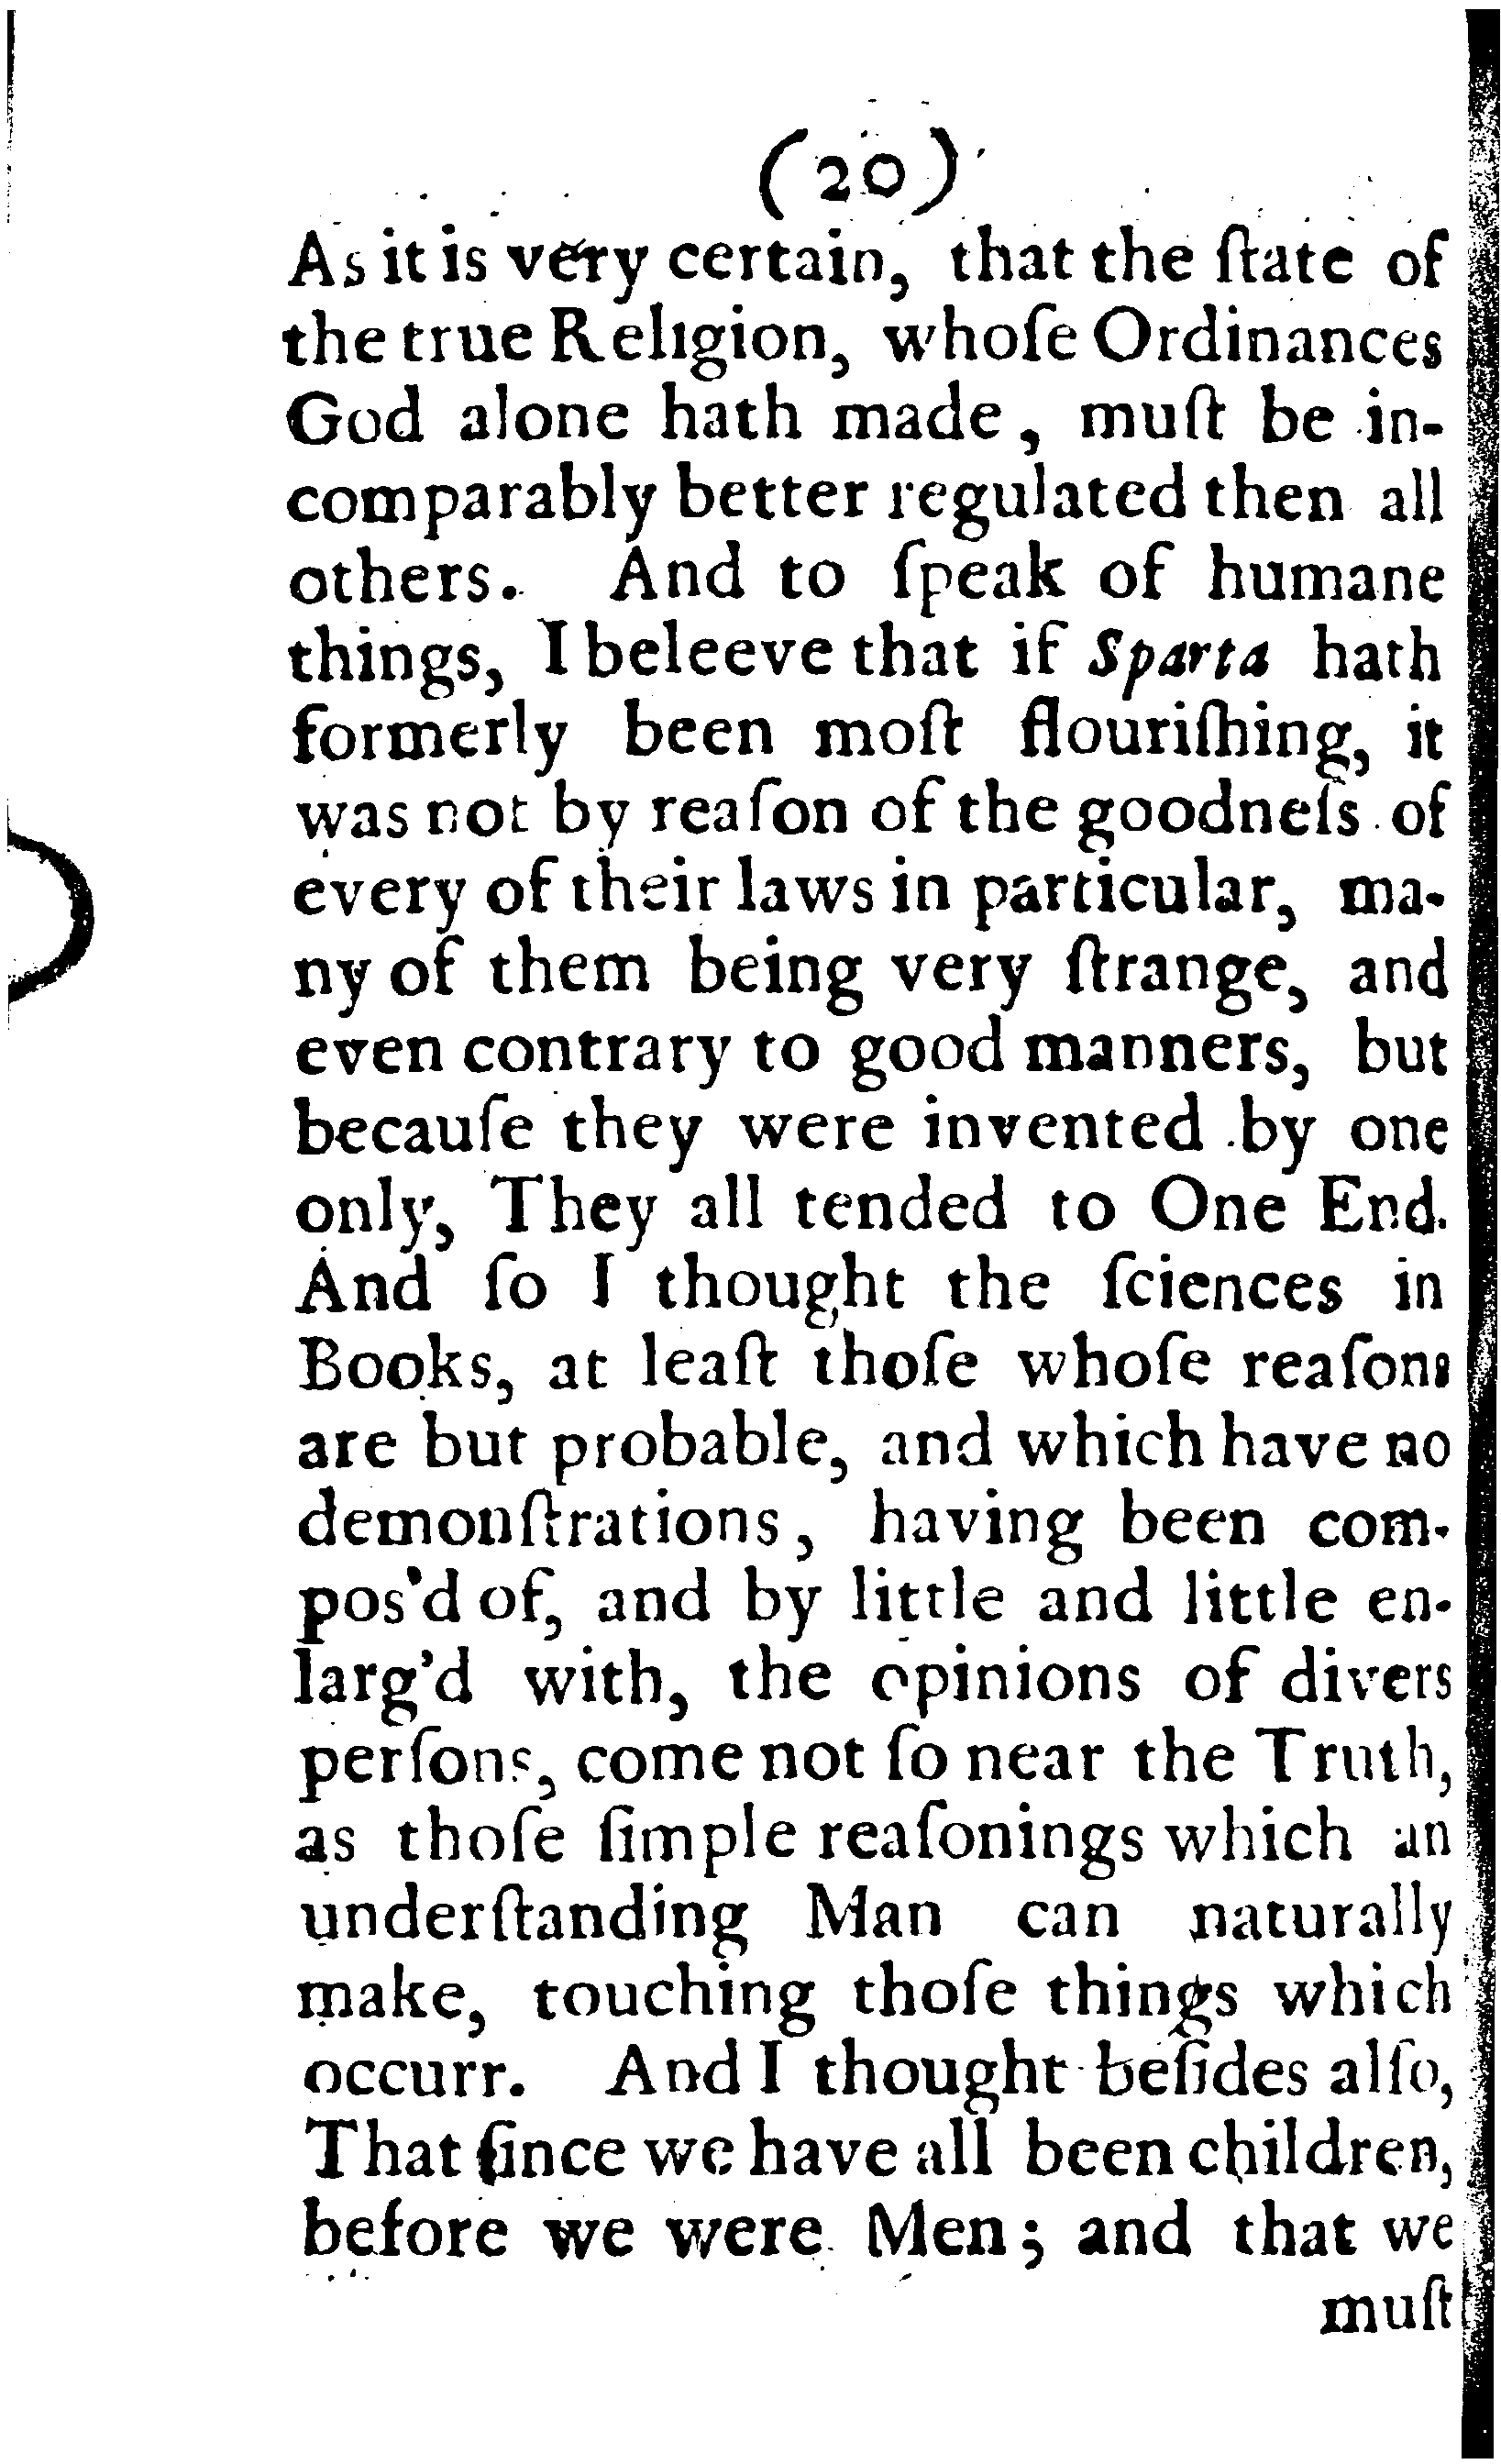 (20)
As it is very certain, that the ſtate of
the true Religion, whoſe Ordinances
God alone hath made, muſt be in-
comparably better regulated then all
others. And to ſpeak of humane
things, I beleeve that if Sparta hath
formerly been moſt flouriſhing, it
was not by reaſon of the goodneſs of
every of their laws in particular, ma-
ny of them being very ſtrange, and
even contrary to good manners, but
becauſe they were invented by one
only, They all tended to One End.
And ſo I thought the ſciences in
Books, at leaſt thoſe whoſe reaſons
are but probable, and which have no
demonſtrations, having been com-
pos'd of, and by little and little en-
larg'd with, the opinions of divers
perſons, come not ſo near the Truth,
as thoſe ſimple reaſonings which an
underſtanding Man can naturally
make, touching thoſe things which
occurr. And I thought beſides alſo,
That ſince we have all been children,
before we were Men; and that we
muſt